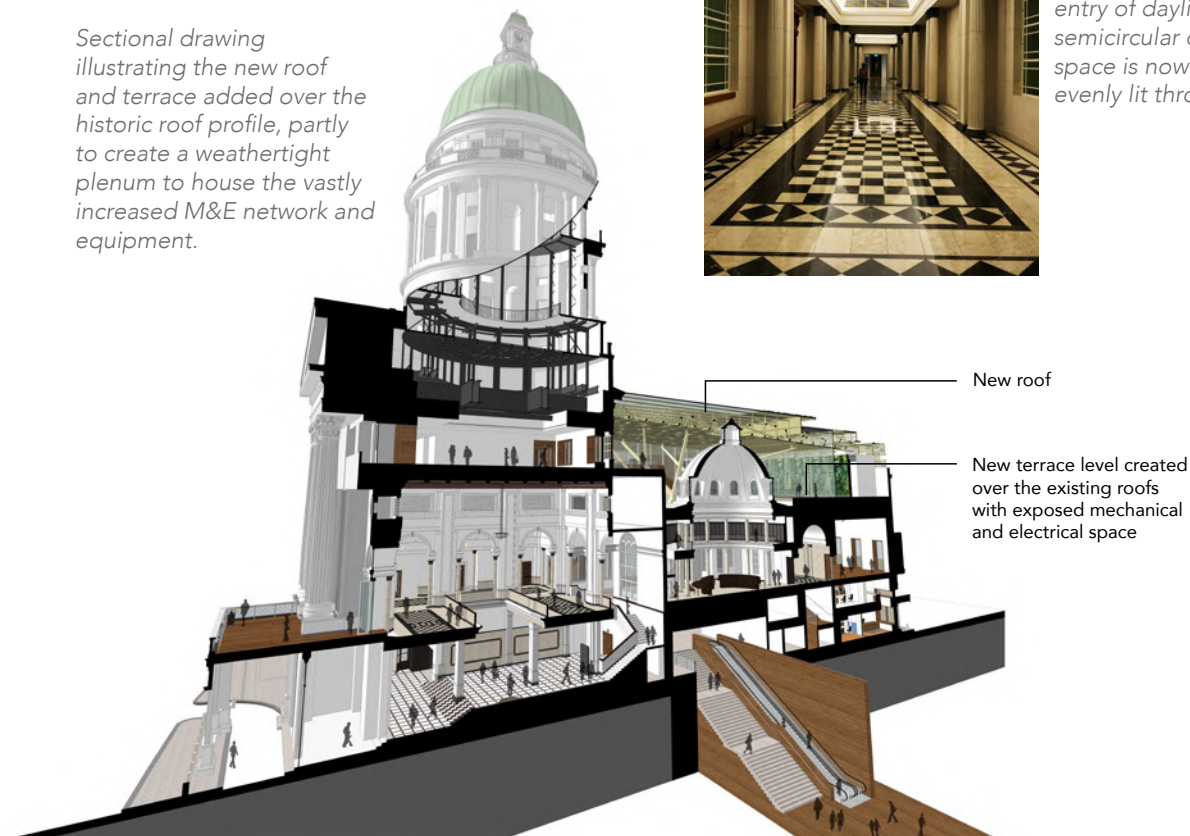 Sectional drawing
illustrating the new roof
and terrace added over the
historic roof profile, partly
to create a weathertight
plenum to house the vastly
increased M&E network and
equipment.
entry of dayli
semicircular
space is now
evenly lit thro
New roof
New terrace level created
over the existing roofs
with exposed mechanical
and electrical space